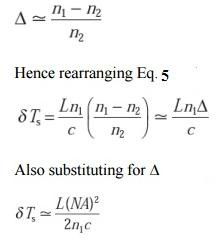 Δ ≃ (n₁ − n₂) / n₂
Hence rearranging Eq. 5
δTₛ = (Ln₁ / c) ((n₁ − n₂) / n₂) ≃ Ln₁Δ / c
Also substituting for Δ
δTₛ ≃ L(NA)² / 2n₁c